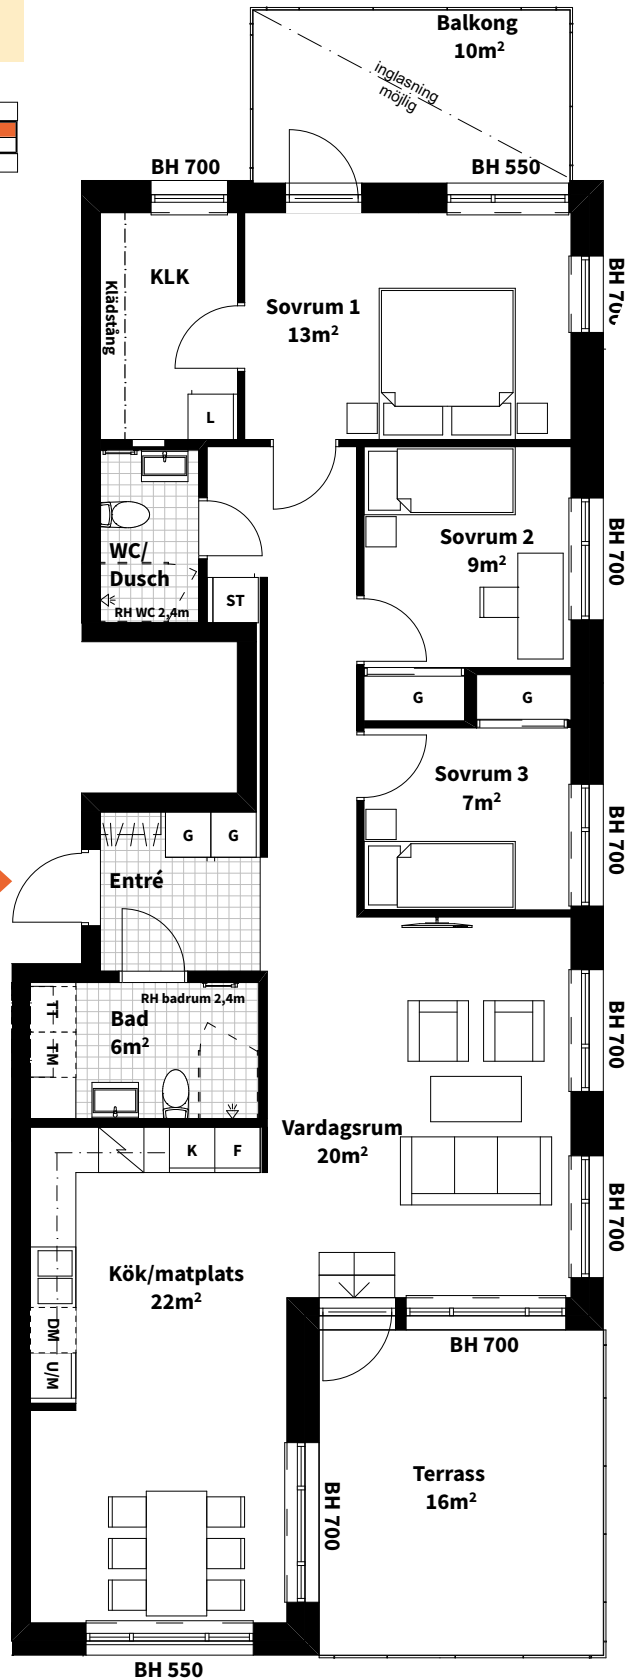 Balkong
10m²
inglasning
möjlig
BH 700
BH 550
KLK
Klädstång
Sovrum 1
13m²
BH 700
L
WC/
Dusch
RH WC 2,4m
ST
Sovrum 2
9m²
BH 700
G
G
Sovrum 3
7m²
BH 700
G
G
Entré
RH badrum 2,4m
Bad
6m²
TT
TM
BH 700
Vardagsrum
20m²
K
F
BH 700
Kök/matplats
22m²
DM
U/M
BH 700
Terrass
16m²
BH 700
BH 550